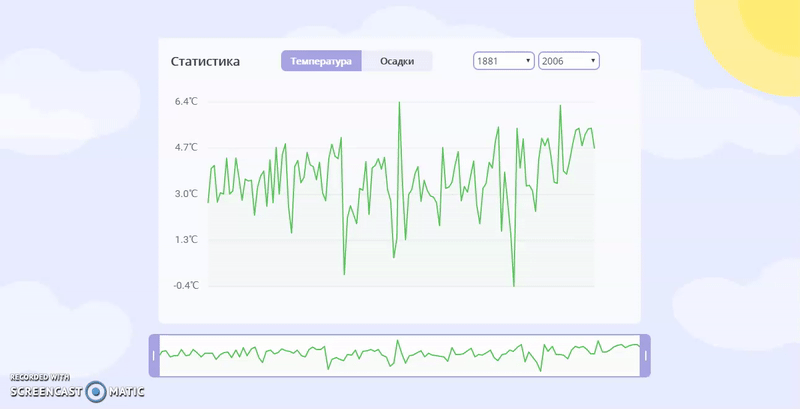 Статистика Температура Осадки 1881 2006
6.4℃
4.7℃
3.0℃
1.3℃
-0.4℃
RECORDED WITH
SCREENCAST MATIC